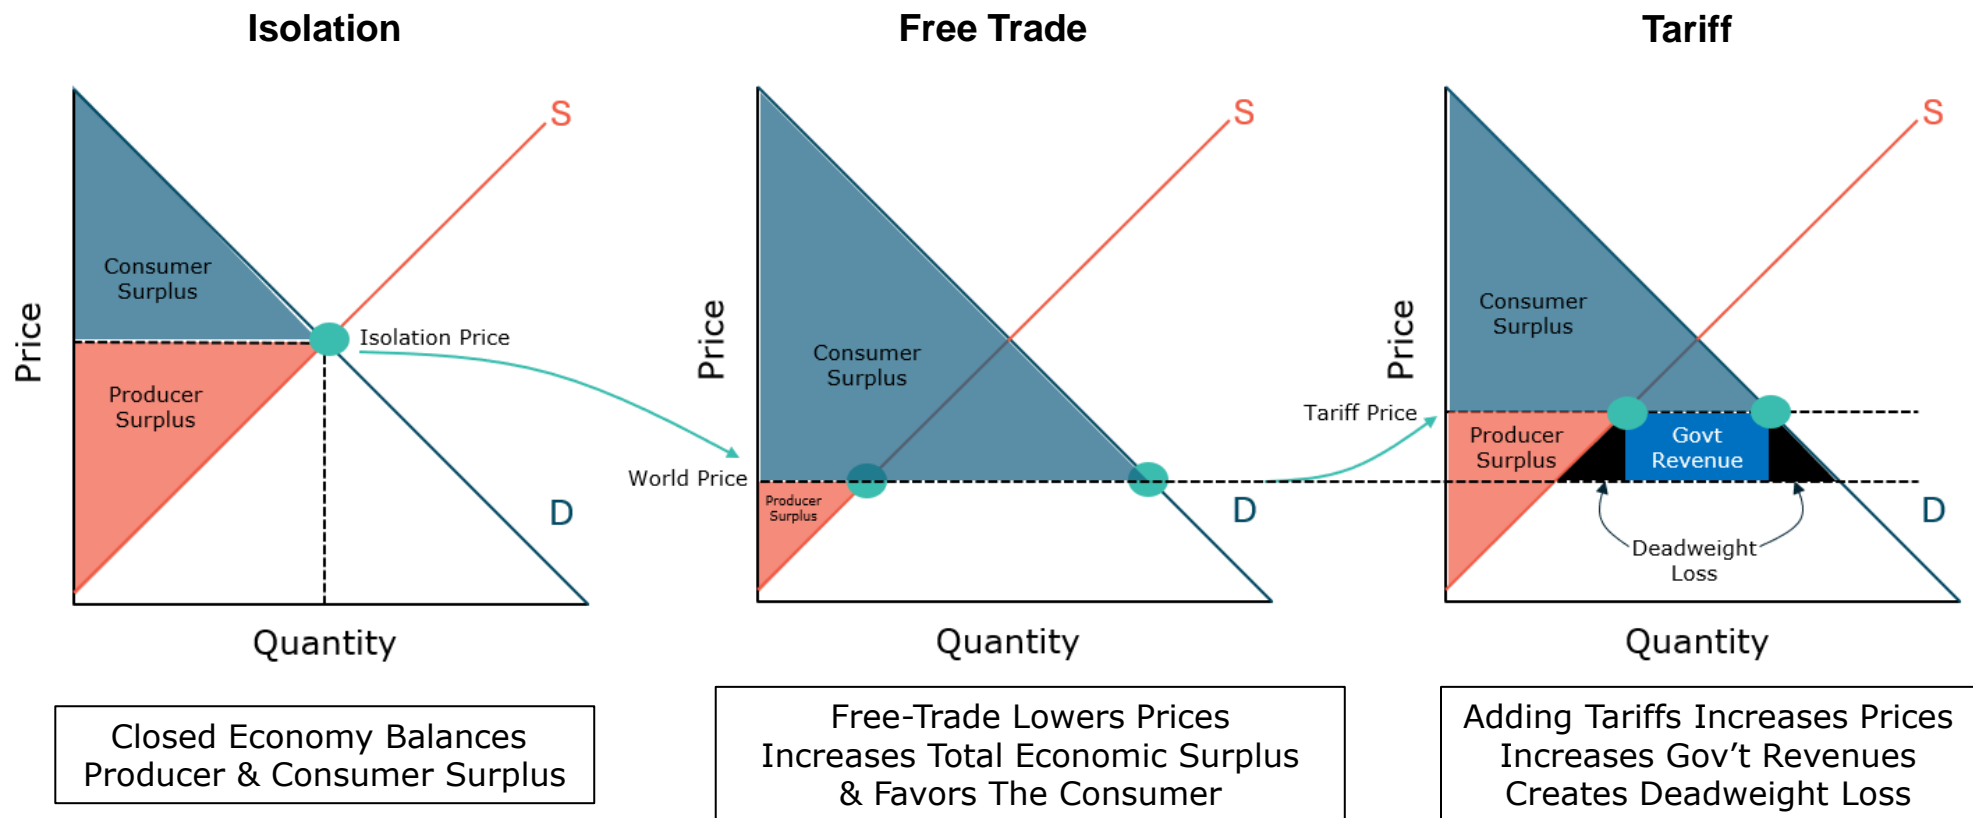 Isolation
S
Consumer
Surplus
Isolation Price
Producer
Surplus
Price
D
Quantity
Closed Economy Balances
Producer & Consumer Surplus
Free Trade
S
Consumer
Surplus
Price
World Price
Producer
Surplus
D
Quantity
Free-Trade Lowers Prices
Increases Total Economic Surplus
& Favors The Consumer
Tariff
S
Consumer
Surplus
Price
Tariff Price
Producer
Surplus
Govt
Revenue
D
Deadweight
Loss
Quantity
Adding Tariffs Increases Prices
Increases Gov’t Revenues
Creates Deadweight Loss